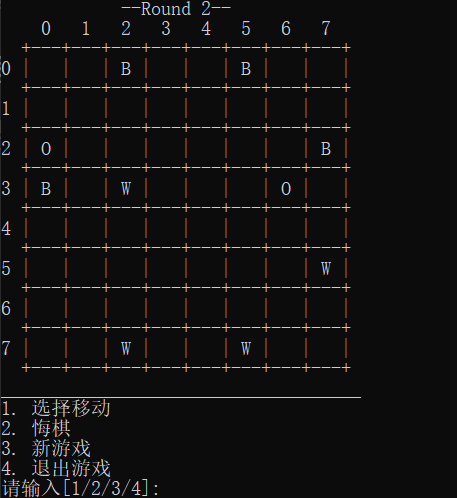 --Round 2--
0 1 2 3 4 5 6 7
+---+---+---+---+---+---+---+---+
0 |   |   | B |   |   | B |   |   |
+---+---+---+---+---+---+---+---+
1 |   |   |   |   |   |   |   |   |
+---+---+---+---+---+---+---+---+
2 | O |   |   |   |   |   |   | B |
+---+---+---+---+---+---+---+---+
3 | B |   | W |   |   |   | O |   |
+---+---+---+---+---+---+---+---+
4 |   |   |   |   |   |   |   |   |
+---+---+---+---+---+---+---+---+
5 |   |   |   |   |   |   |   | W |
+---+---+---+---+---+---+---+---+
6 |   |   |   |   |   |   |   |   |
+---+---+---+---+---+---+---+---+
7 |   |   | W |   |   | W |   |   |
+---+---+---+---+---+---+---+---+
____________________________________
1. 选择移动
2. 悔棋
3. 新游戏
4. 退出游戏
请输入[1/2/3/4]: